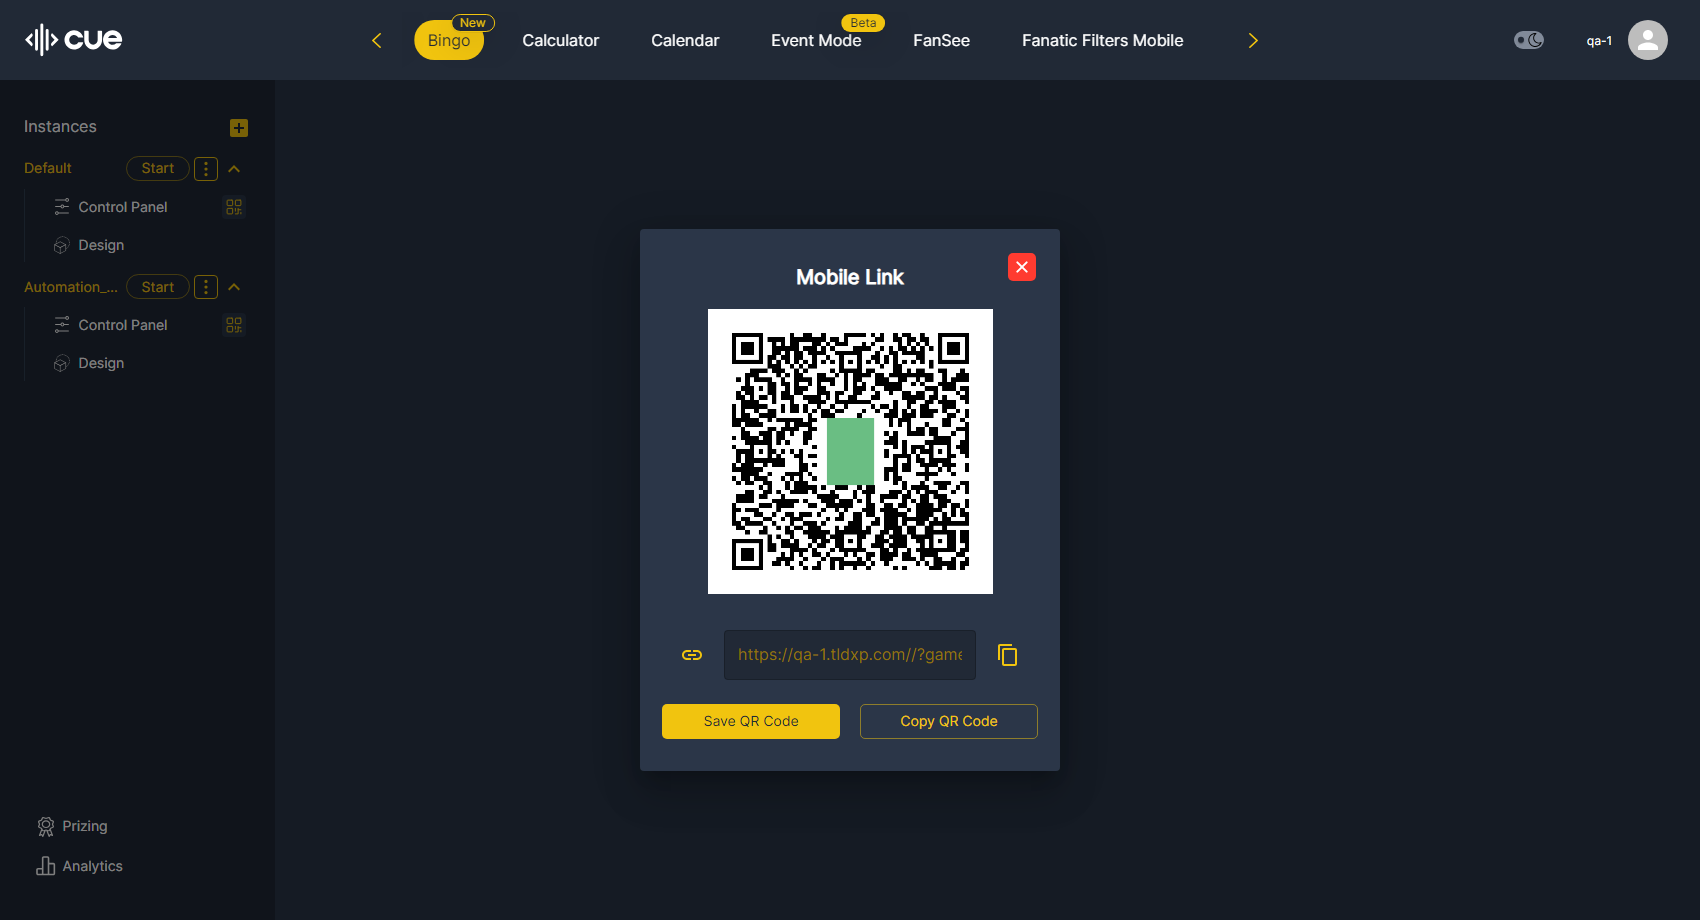 cue
Bingo
New
Calculator
Calendar
Event Mode
Beta
FanSee
Fanatic Filters Mobile
qa-1
Instances
Default
Start
Control Panel
Design
Automation_...
Start
Control Panel
Design
Prizing
Analytics
Mobile Link
https://qa-1.tldxp.com//?game
Save QR Code
Copy QR Code